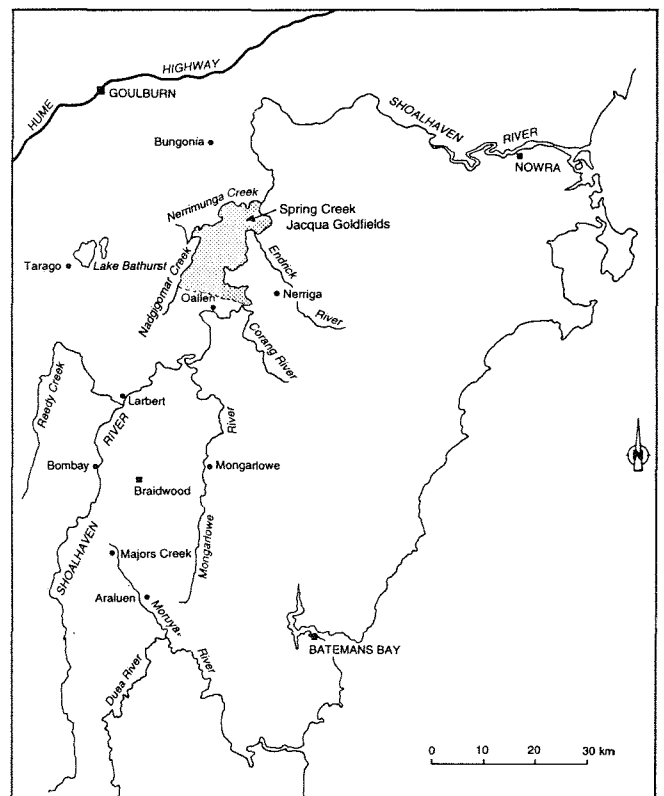 HUME
HIGHWAY
GOULBURN
SHOALHAVEN
RIVER
NOWRA
Bungonia
Nerrimunga Creek
Spring Creek
Jacqua Goldfields
Tarago
Lake Bathurst
Nadgigomar Creek
Endrick
River
Nerriga
Oallen
Corang River
Reedy Creek
Larbert
RIVER
River
Bombay
Mongarlowe
Braidwood
N
SHOALHAVEN
Mongarlowe
Majors Creek
Araluen
Moruya
River
Duea River
BATEMANS BAY
0 10 20 30 km